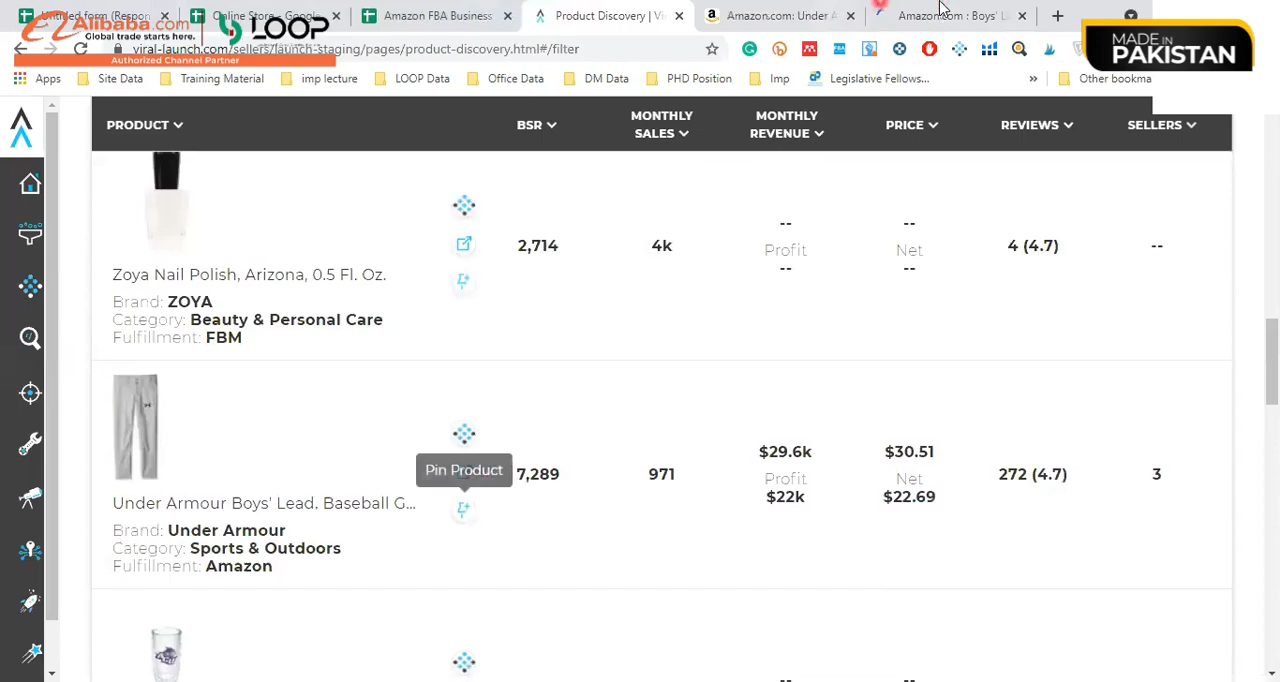 Untitled form (Respon
Online Store - Google
Amazon FBA Business
Product Discovery | Vi
Amazon.com: Under A
Amazon.com : Boys' Li
Alibaba.com
Global trade starts here.
Authorized Channel Partner
LOOP
MADE IN
PAKISTAN
viral-launch.com/sellers/launch-staging/pages/product-discovery.html#/filter
Apps
Site Data
Training Material
imp lecture
LOOP Data
Office Data
DM Data
PHD Position
Imp
Legislative Fellows...
»
Other bookma
PRODUCT
BSR
MONTHLY
SALES
MONTHLY
REVENUE
PRICE
REVIEWS
SELLERS
Zoya Nail Polish, Arizona, 0.5 Fl. Oz.
Brand: ZOYA
Category: Beauty & Personal Care
Fulfillment: FBM
2,714
4k
--
Profit
--
--
Net
--
4 (4.7)
--
Pin Product
Under Armour Boys' Lead, Baseball G...
Brand: Under Armour
Category: Sports & Outdoors
Fulfillment: Amazon
7,289
971
$29.6k
Profit
$22k
$30.51
Net
$22.69
272 (4.7)
3
--
--